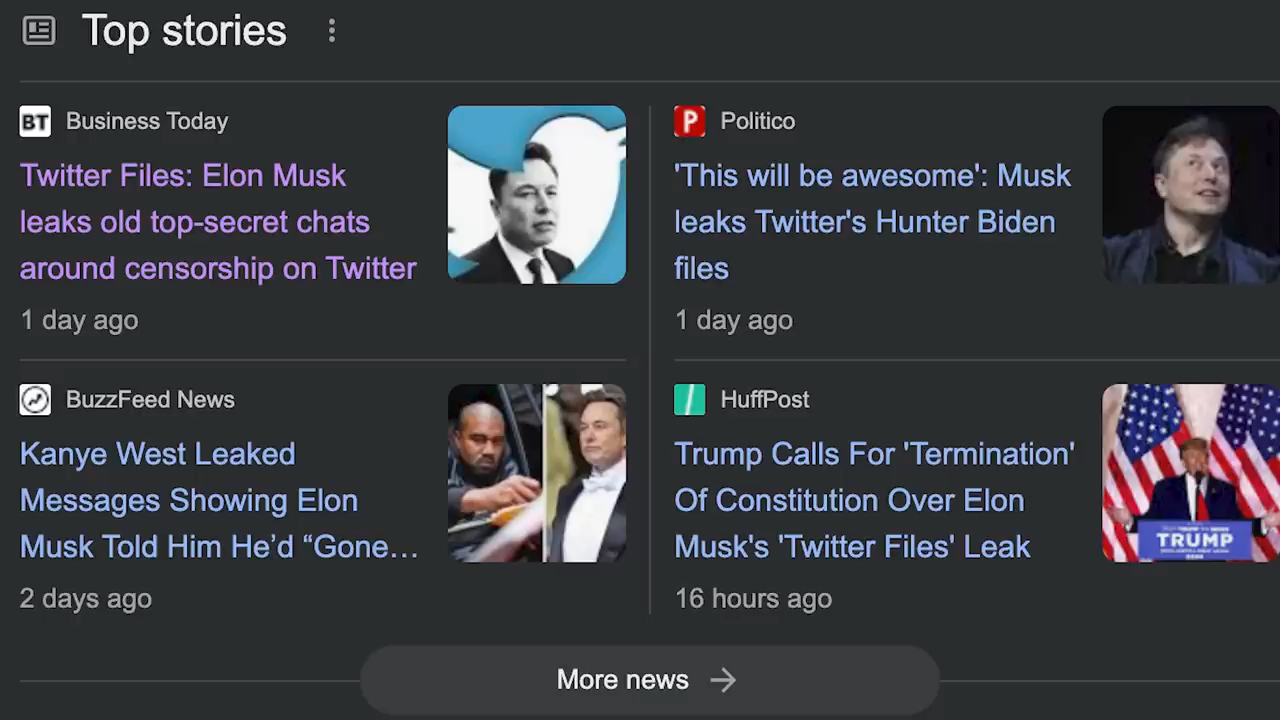 Top stories
BT Business Today
Twitter Files: Elon Musk
leaks old top-secret chats
around censorship on Twitter
1 day ago
P Politico
'This will be awesome': Musk
leaks Twitter's Hunter Biden
files
1 day ago
BuzzFeed News
Kanye West Leaked
Messages Showing Elon
Musk Told Him He’d “Gone…
2 days ago
HuffPost
Trump Calls For 'Termination'
Of Constitution Over Elon
Musk's 'Twitter Files' Leak
16 hours ago
TRUMP
More news